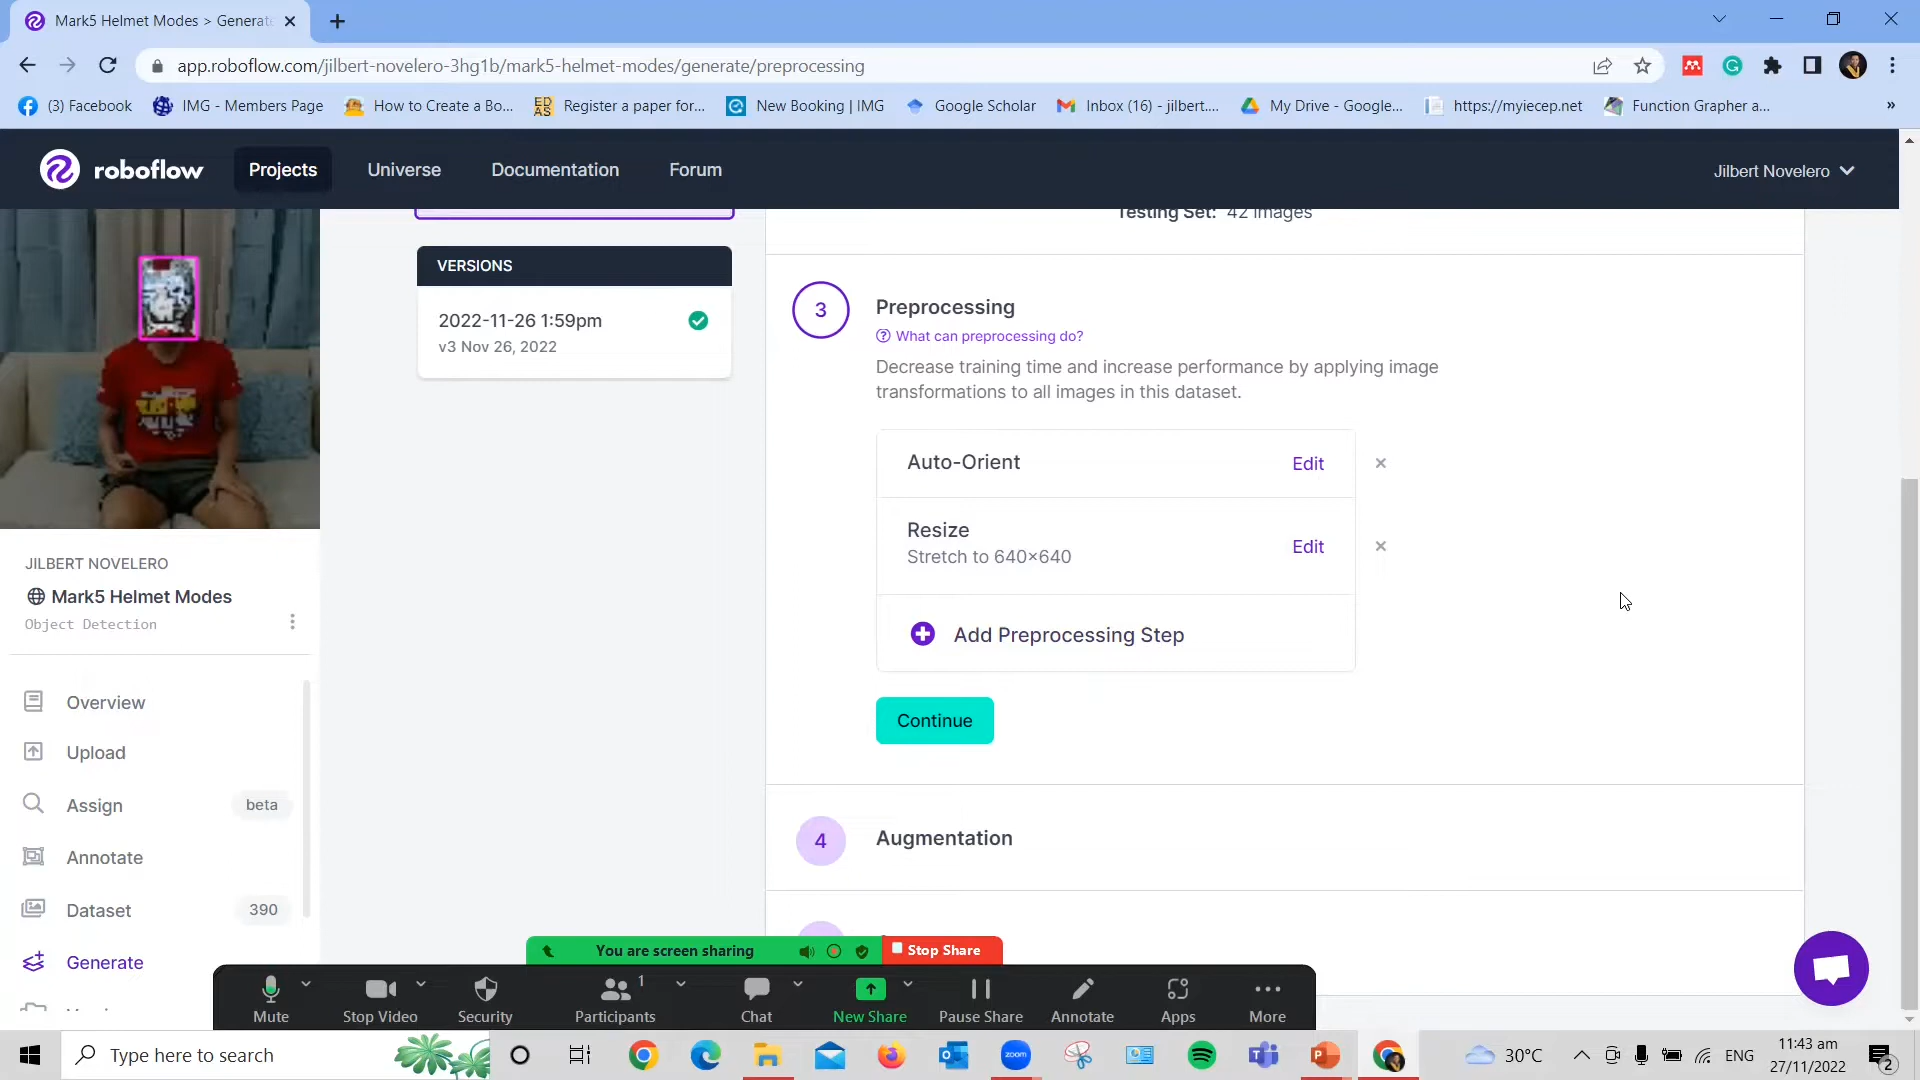 Mark5 Helmet Modes > Generat
app.roboflow.com/jilbert-novelero-3hg1b/mark5-helmet-modes/generate/preprocessing
(3) Facebook
IMG - Members Page
How to Create a Bo...
ED
AS
Register a paper for...
New Booking | IMG
Google Scholar
Inbox (16) - jilbert....
My Drive - Google...
https://myiecep.net
Function Grapher a...
»
roboflow
Projects
Universe
Documentation
Forum
Jilbert Novelero
Testing Set: 42 images
VERSIONS
2022-11-26 1:59pm
v3 Nov 26, 2022
3
Preprocessing
What can preprocessing do?
Decrease training time and increase performance by applying image
transformations to all images in this dataset.
Auto-Orient
Edit
Resize
Stretch to 640×640
Edit
Add Preprocessing Step
Continue
4
Augmentation
JILBERT NOVELERO
Mark5 Helmet Modes
Object Detection
Overview
Upload
Assign
beta
Annotate
Dataset
390
Generate
You are screen sharing
Stop Share
Mute
Stop Video
Security
Participants
1
Chat
New Share
Pause Share
Annotate
Apps
More
Type here to search
zoom
30°C
ENG
11:43 am
27/11/2022
2